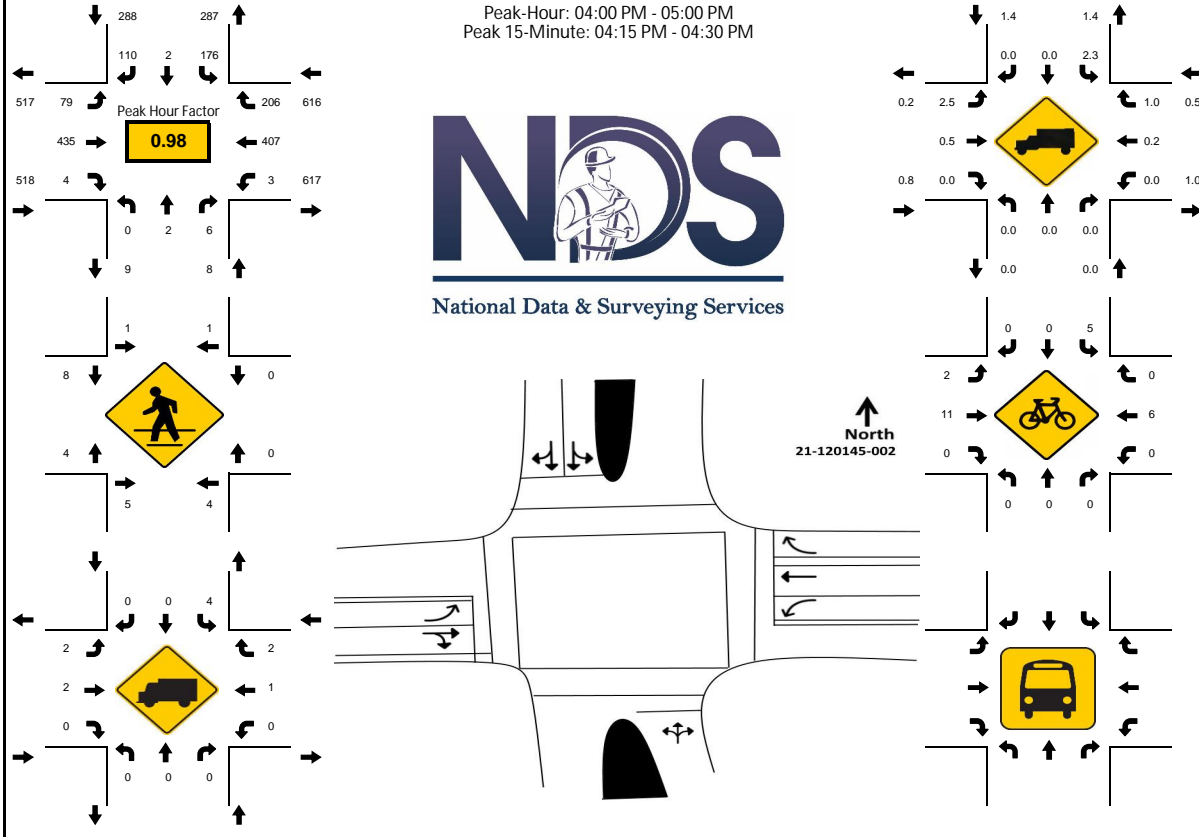 Peak-Hour: 04:00 PM - 05:00 PM
Peak 15-Minute: 04:15 PM - 04:30 PM
288 287
110 2 176
517 79 206 616
Peak Hour Factor
435 0.98 407
518 4 3 617
0 2 6
9 8
1 1
8 0
4 0
5 4
0 0 4
2 2
2 1
0 0
0 0 0
NDS
National Data & Surveying Services
North
21-120145-002
1.4 1.4
0.0 0.0 2.3
0.2 2.5 1.0 0.5
0.5 0.2
0.8 0.0 0.0 1.0
0.0 0.0 0.0
0.0 0.0
0 0 5
2 0
11 6
0 0
0 0 0